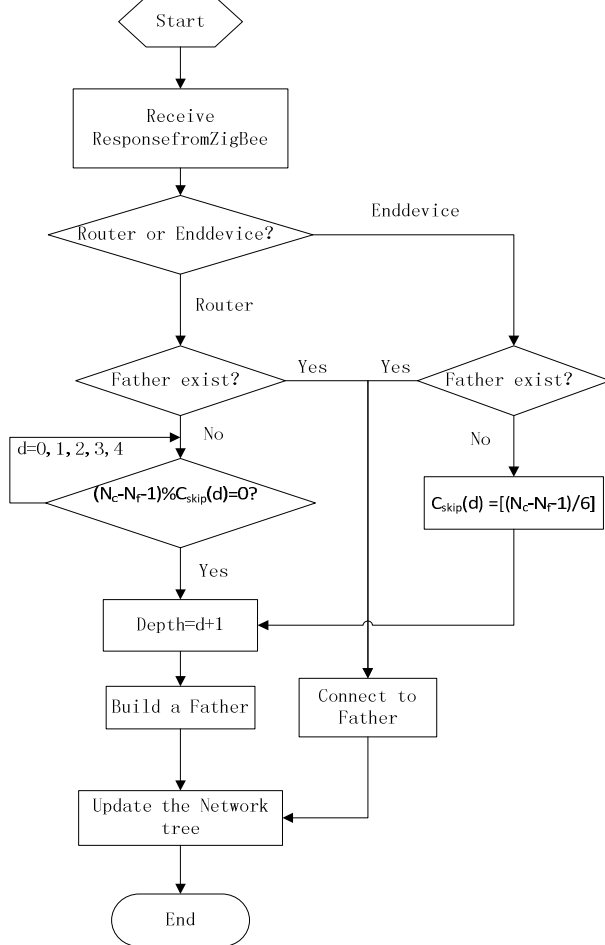 Start
Receive
ResponsefromZigBee
Enddevice
Router or Enddevice?
Router
Father exist?
Yes
Yes
Father exist?
No
d=0,1,2,3,4
No
(Nc-Nf-1)%Cskip(d)=0?
Cskip(d) =[(Nc-Nf-1)/6]
Yes
Depth=d+1
Build a Father
Connect to
Father
Update the Network
tree
End